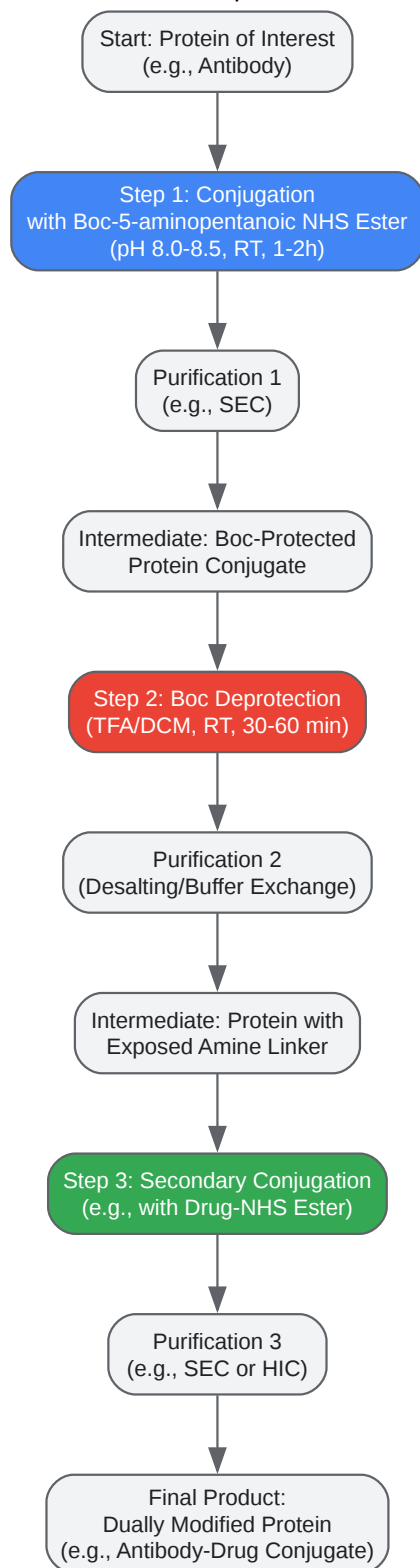 Start: Protein of Interest
(e.g., Antibody)
Step 1: Conjugation
with Boc-5-aminopentanoic NHS Ester
(pH 8.0-8.5, RT, 1-2h)
Purification 1
(e.g., SEC)
Intermediate: Boc-Protected
Protein Conjugate
Step 2: Boc Deprotection
(TFA/DCM, RT, 30-60 min)
Purification 2
(Desalting/Buffer Exchange)
Intermediate: Protein with
Exposed Amine Linker
Step 3: Secondary Conjugation
(e.g., with Drug-NHS Ester)
Purification 3
(e.g., SEC or HIC)
Final Product:
Dually Modified Protein
(e.g., Antibody-Drug Conjugate)